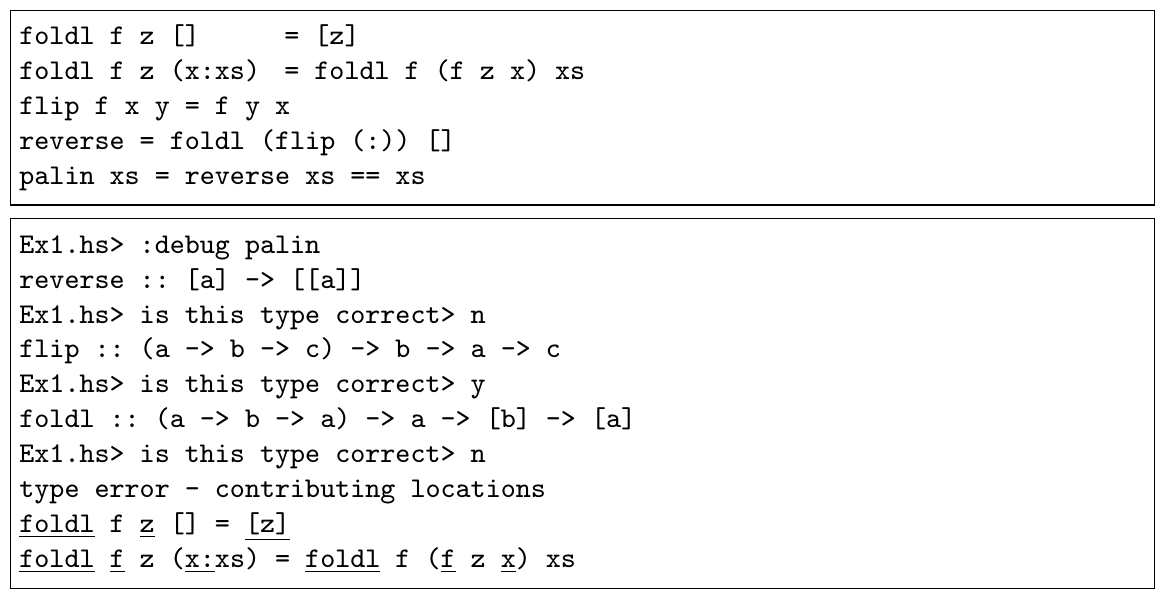 foldl f z []      = [z]
foldl f z (x:xs)  = foldl f (f z x) xs
flip f x y = f y x
reverse = foldl (flip (:)) []
palin xs = reverse xs == xs
Ex1.hs> :debug palin
reverse :: [a] -> [[a]]
Ex1.hs> is this type correct> n
flip :: (a -> b -> c) -> b -> a -> c
Ex1.hs> is this type correct> y
foldl :: (a -> b -> a) -> a -> [b] -> [a]
Ex1.hs> is this type correct> n
type error - contributing locations
foldl f z [] = [z]
foldl f z (x:xs) = foldl f (f z x) xs